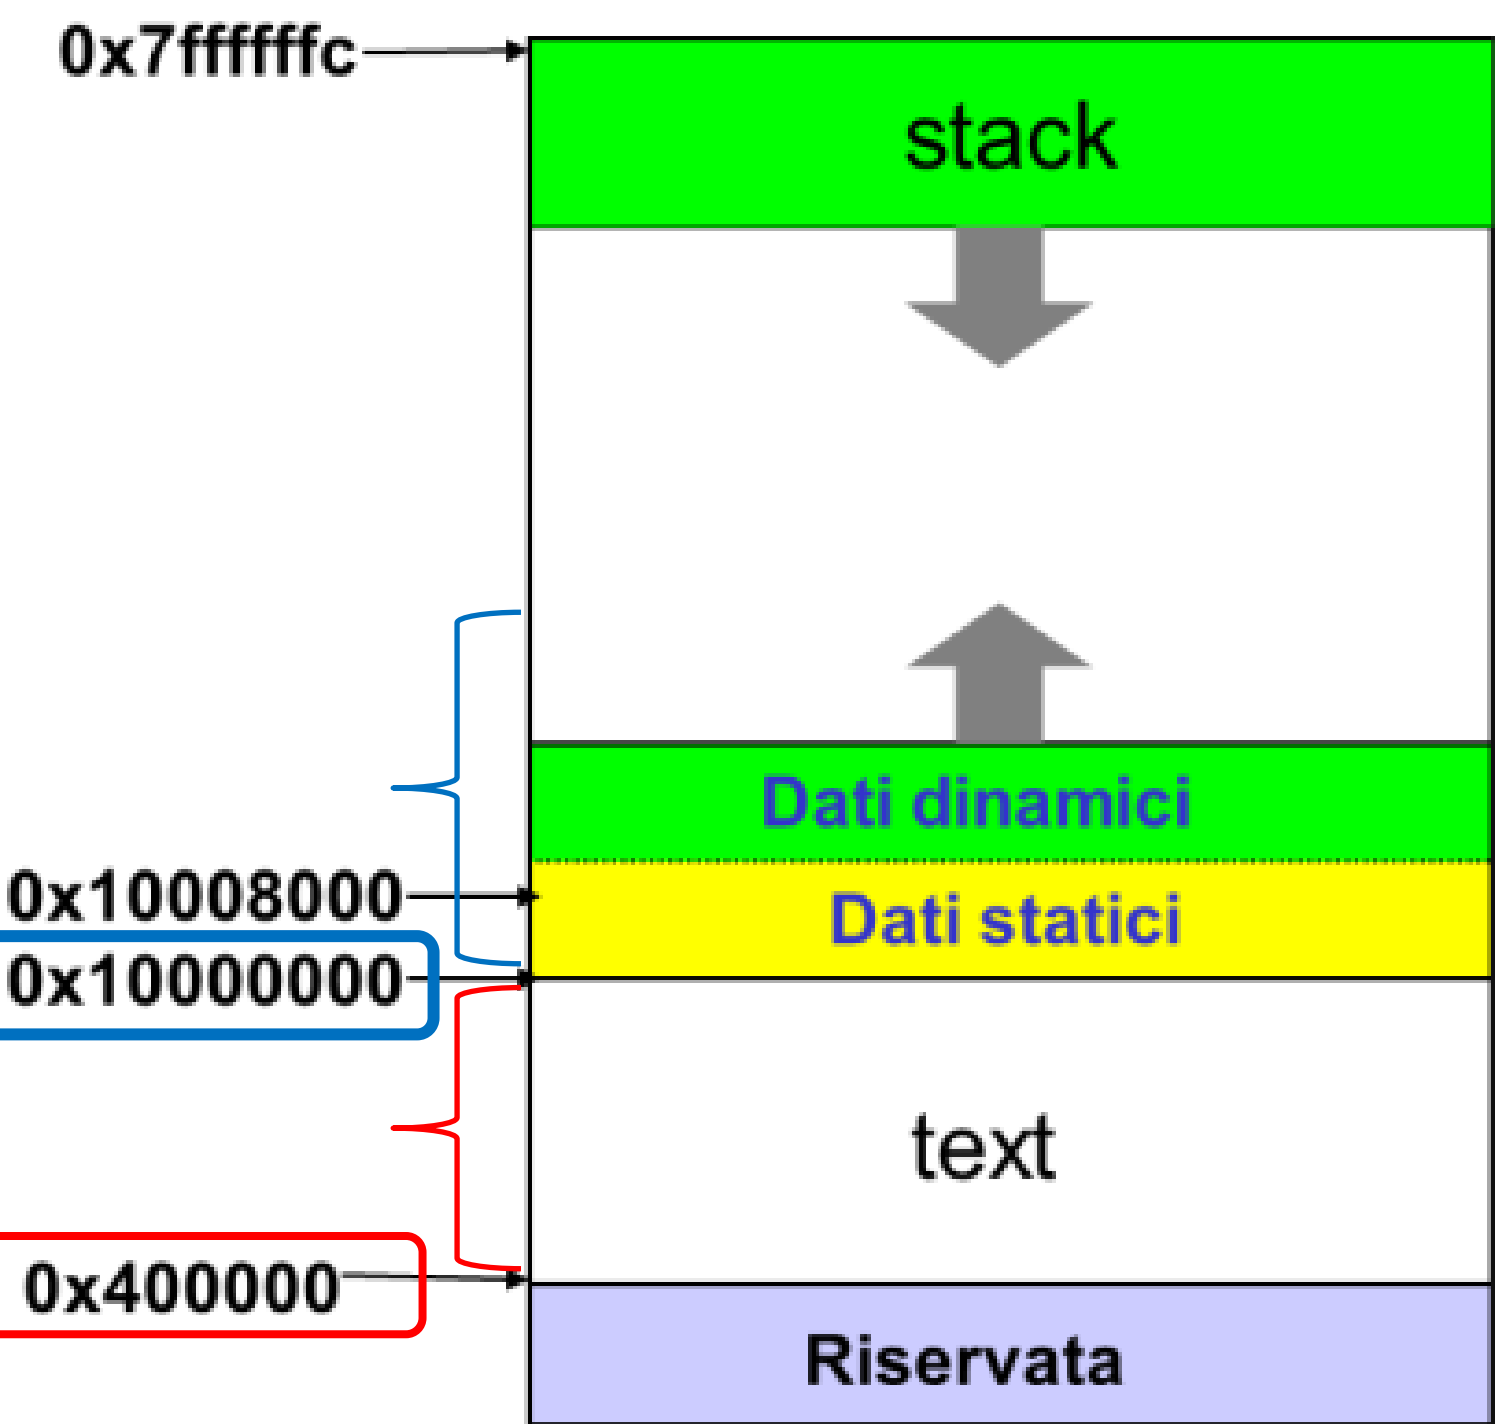 0x7ffffffc
stack
Dati dinamici
0x10008000
Dati statici
0x10000000
text
0x400000
Riservata